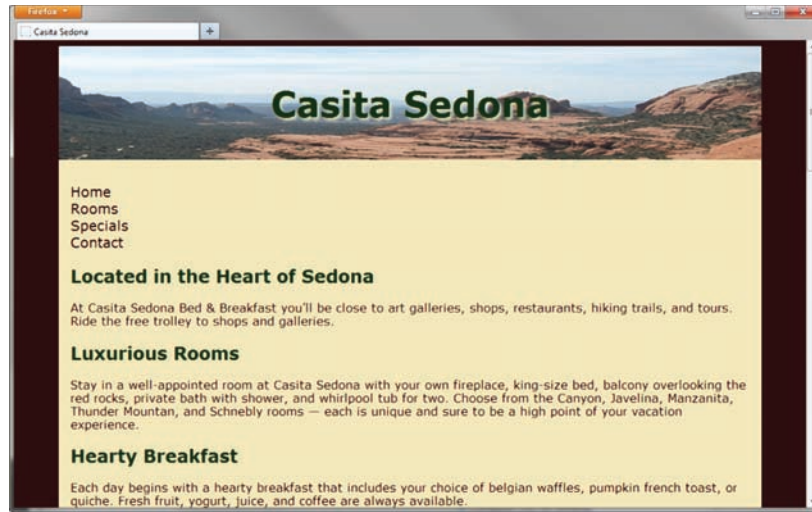 Firefox
Casita Sedona
Casita Sedona
Home
Rooms
Specials
Contact
Located in the Heart of Sedona
At Casita Sedona Bed & Breakfast you'll be close to art galleries, shops, restaurants, hiking trails, and tours.
Ride the free trolley to shops and galleries.
Luxurious Rooms
Stay in a well-appointed room at Casita Sedona with your own fireplace, king-size bed, balcony overlooking the
red rocks, private bath with shower, and whirlpool tub for two. Choose from the Canyon, Javelina, Manzanita,
Thunder Mountan, and Schnebly rooms — each is unique and sure to be a high point of your vacation
experience.
Hearty Breakfast
Each day begins with a hearty breakfast that includes your choice of belgian waffles, pumpkin french toast, or
quiche. Fresh fruit, yogurt, juice, and coffee are always available.